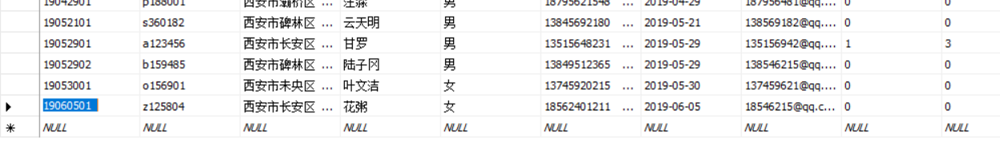 19042901 p188001 西安市灞桥区 ... 汪淼 男 18795621548 ... 2019-04-29 187956481@qq.... 0 0
19052101 s360182 西安市碑林区 ... 云天明 男 13845692180 ... 2019-05-21 138569182@qq.... 0 0
19052901 a123456 西安市长安区 ... 甘罗 男 13515648231 ... 2019-05-29 135156942@qq.... 1 3
19052902 b159485 西安市碑林区 ... 陆子冈 男 13849512365 ... 2019-05-29 138546215@qq.... 0 0
19053001 o156901 西安市未央区 ... 叶文洁 女 13745920215 ... 2019-05-30 137459621@qq.... 0 0
19060501 z125804 西安市长安区 ... 花粥 女 18562401211 ... 2019-06-05 18546215@qq.c... 0 0
NULL NULL NULL NULL NULL NULL NULL NULL NULL NULL